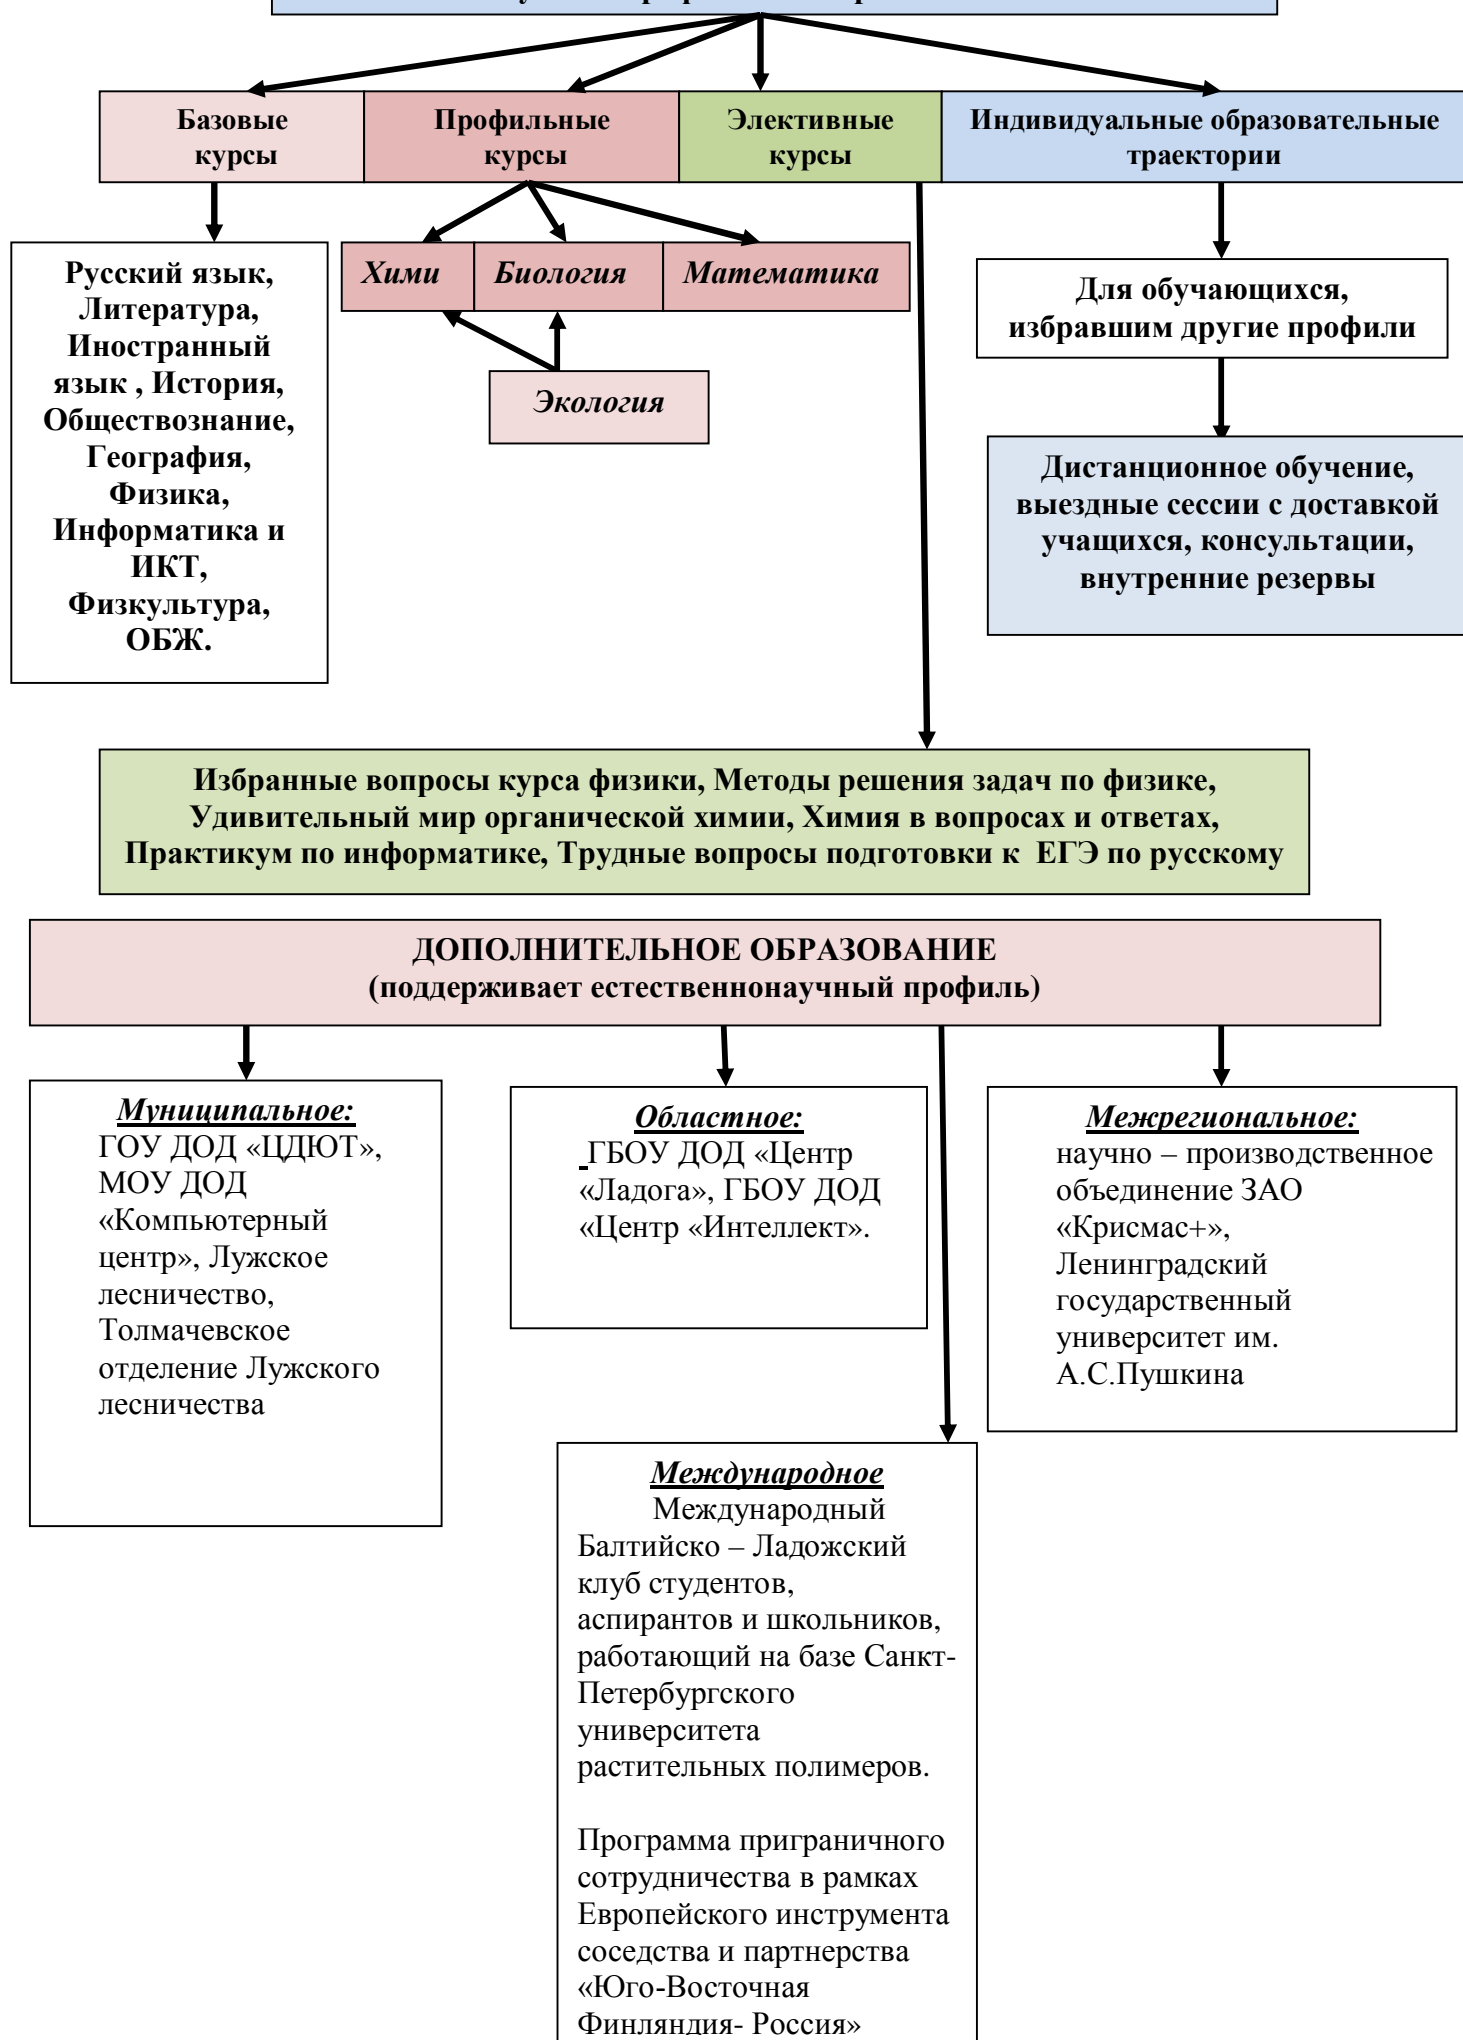 Базовые
курсы
Профильные
курсы
Элективные
курсы
Индивидуальные образовательные
траектории
Русский язык,
Литература,
Иностранный
язык , История,
Обществознание,
География,
Физика,
Информатика и
ИКТ,
Физкультура,
ОБЖ.
Хими
Биология
Математика
Экология
Для обучающихся,
избравшим другие профили
Дистанционное обучение,
выездные сессии с доставкой
учащихся, консультации,
внутренние резервы
Избранные вопросы курса физики, Методы решения задач по физике,
Удивительный мир органической химии, Химия в вопросах и ответах,
Практикум по информатике, Трудные вопросы подготовки к ЕГЭ по русскому
ДОПОЛНИТЕЛЬНОЕ ОБРАЗОВАНИЕ
(поддерживает естественнонаучный профиль)
Муниципальное:
ГОУ ДОД «ЦДЮТ»,
МОУ ДОД
«Компьютерный
центр», Лужское
лесничество,
Толмачевское
отделение Лужского
лесничества
Областное:
ГБОУ ДОД «Центр
«Ладога», ГБОУ ДОД
«Центр «Интеллект».
Межрегиональное:
научно – производственное
объединение ЗАО
«Крисмас+»,
Ленинградский
государственный
университет им.
А.С.Пушкина
Международное
Международный
Балтийско – Ладожский
клуб студентов,
аспирантов и школьников,
работающий на базе Санкт-
Петербургского
университета
растительных полимеров.
Программа приграничного
сотрудничества в рамках
Европейского инструмента
соседства и партнерства
«Юго-Восточная
Финляндия- Россия»